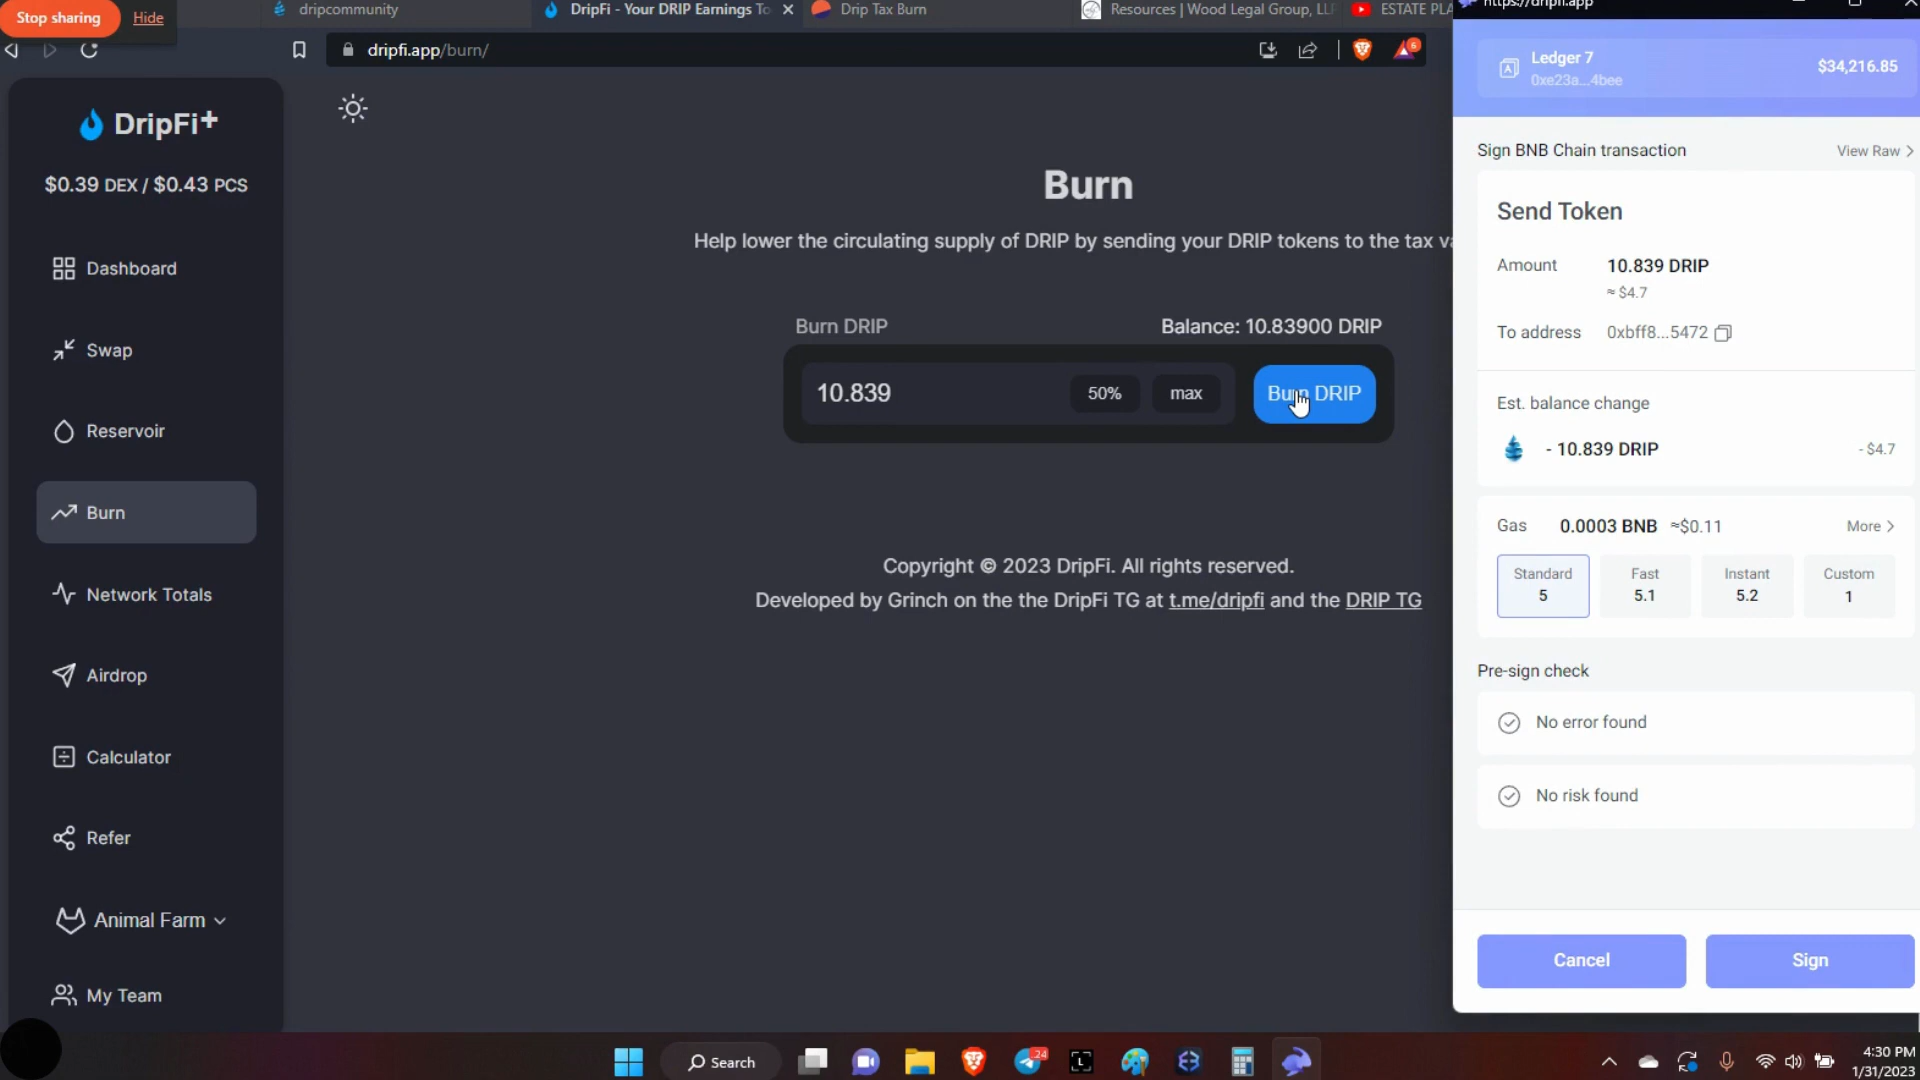 Stop sharing
Hide
dripcommunity
DripFi - Your DRIP Earnings To
Drip Tax Burn
Resources | Wood Legal Group, LL
ESTATE PLA
https://dripfi.app
dripfi.app/burn/
6
DripFi+
$0.39 DEX / $0.43 PCS
Dashboard
Swap
Reservoir
Burn
Network Totals
Airdrop
Calculator
Refer
Animal Farm
My Team
Burn
Help lower the circulating supply of DRIP by sending your DRIP tokens to the tax va
Burn DRIP
Balance: 10.83900 DRIP
10.839
50%
max
Burn DRIP
Copyright © 2023 DripFi. All rights reserved.
Developed by Grinch on the the DripFi TG at t.me/dripfi and the DRIP TG
Ledger 7
0xe23a...4bee
$34,216.85
Sign BNB Chain transaction
View Raw
Send Token
Amount
10.839 DRIP
≈ $4.7
To address
0xbff8...5472
Est. balance change
- 10.839 DRIP
- $4.7
Gas
0.0003 BNB ≈$0.11
More
Standard
5
Fast
5.1
Instant
5.2
Custom
1
Pre-sign check
No error found
No risk found
Cancel
Sign
Search
24
L
4:30 PM
1/31/2023